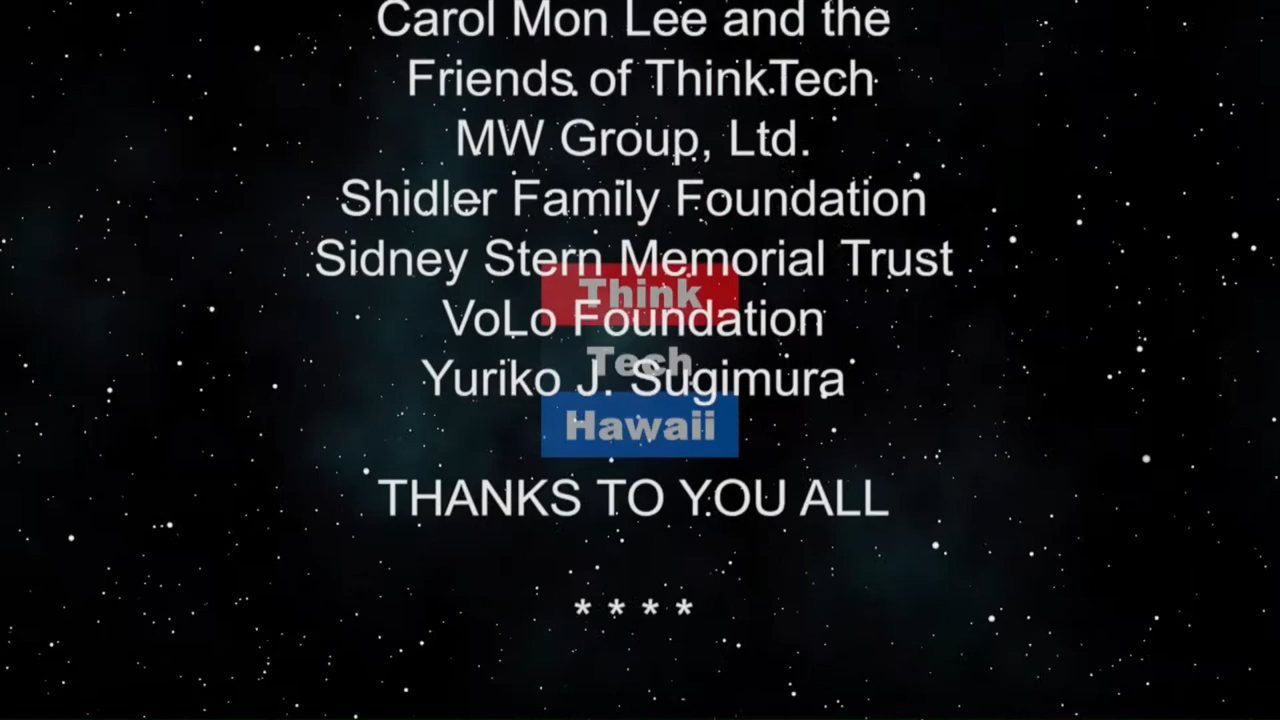 Carol Mon Lee and the
Friends of ThinkTech
MW Group, Ltd.
Shidler Family Foundation
Sidney Stern Memorial Trust
Think
VoLo Foundation
Tech
Yuriko J. Sugimura
Hawaii
THANKS TO YOU ALL
* * * *